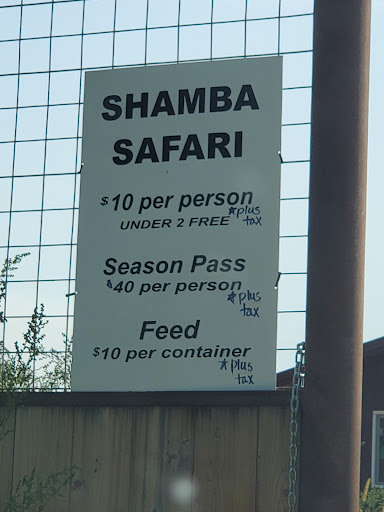 SHAMBA
SAFARI
$10 per person
UNDER 2 FREE
*plus
tax
Season Pass
$40 per person
*plus
tax
Feed
$10 per container
*plus
tax